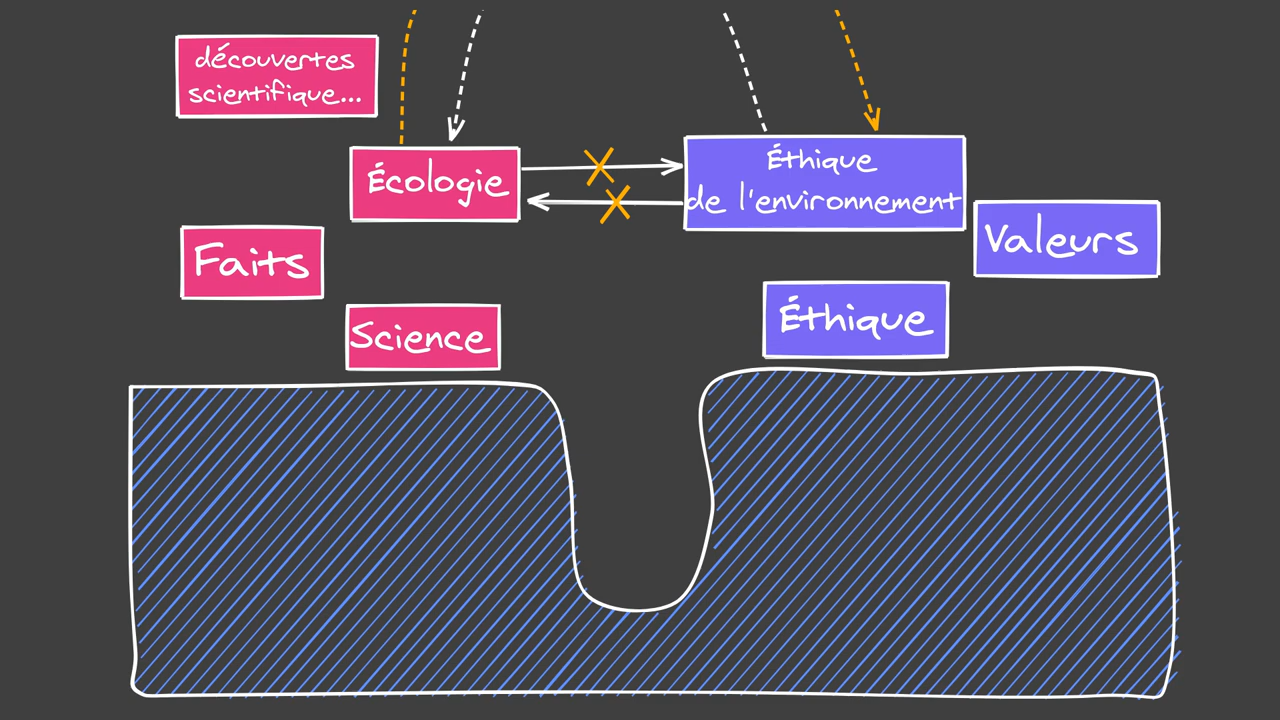 découvertes
scientifique...
Écologie
Éthique
de l'environnement
Valeurs
Faits
Éthique
Science